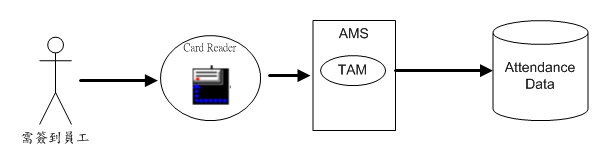 需簽到員工
Card Reader
AMS
TAM
Attendance
Data